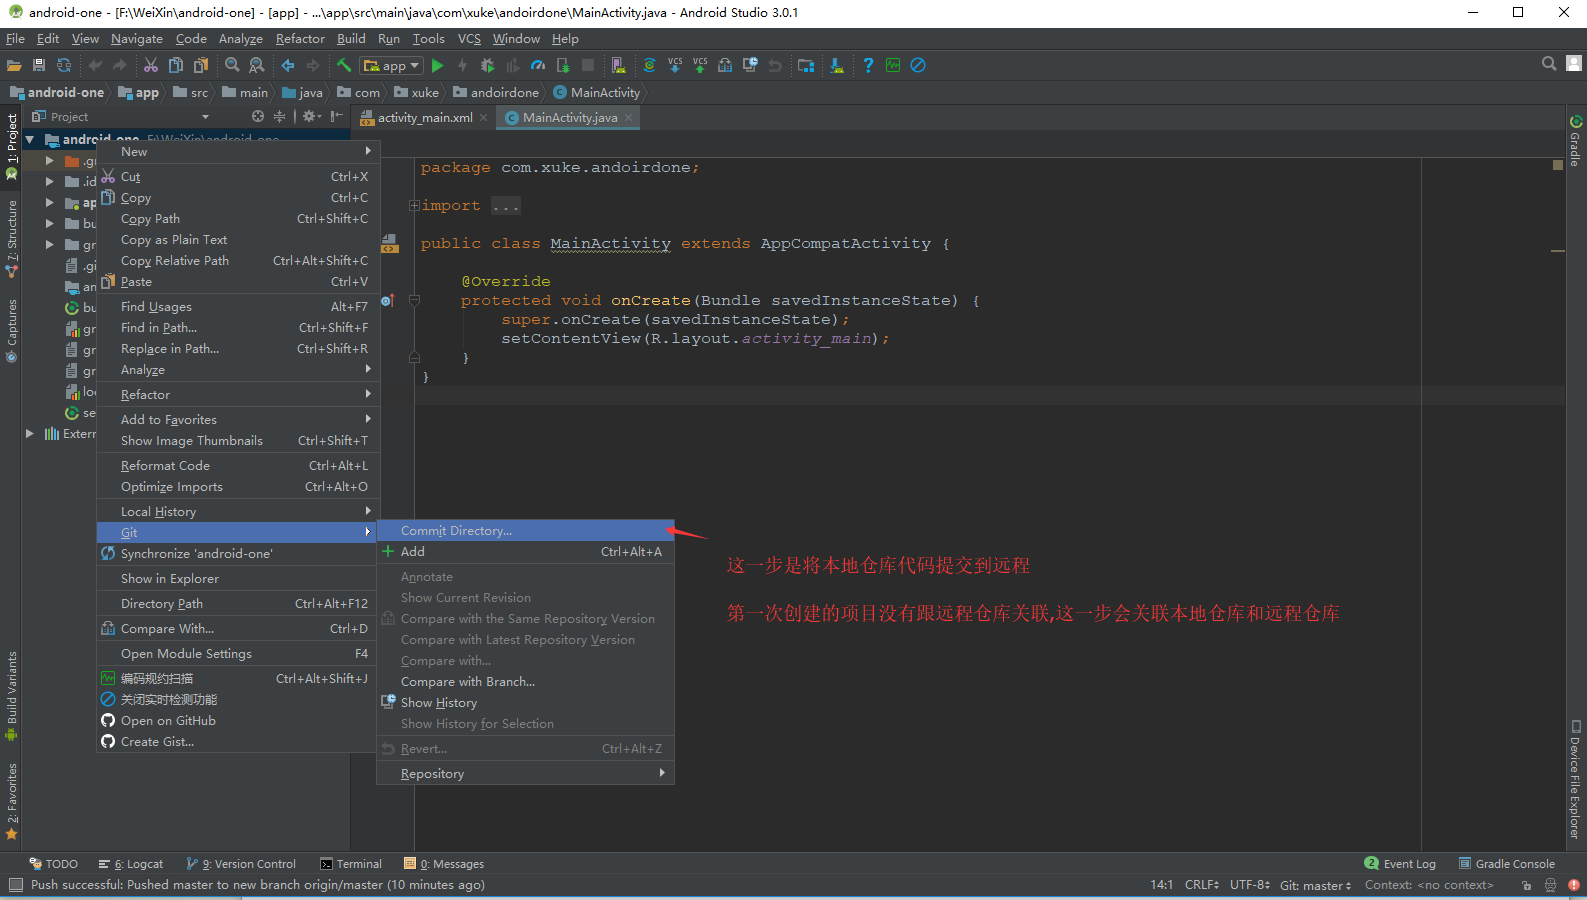 android-one - [F:\WeiXin\android-one] - [app] - ...\app\src\main\java\com\xuke\andoirdone\MainActivity.java - Android Studio 3.0.1
File Edit View Navigate Code Analyze Refactor Build Run Tools VCS Window Help
app VCS VCS
android-one app src main java com xuke andoirdone MainActivity
1: Project
7: Structure
Captures
Build Variants
2: Favorites
Project
android-one F:\WeiXin\android-one
.gr
.id
ap
bu
gr
.gi
an
bu
gr
gr
gr
loc
se
Extern
New
Cut Ctrl+X
Copy Ctrl+C
Copy Path Ctrl+Shift+C
Copy as Plain Text
Copy Relative Path Ctrl+Alt+Shift+C
Paste Ctrl+V
Find Usages Alt+F7
Find in Path... Ctrl+Shift+F
Replace in Path... Ctrl+Shift+R
Analyze
Refactor
Add to Favorites
Show Image Thumbnails Ctrl+Shift+T
Reformat Code Ctrl+Alt+L
Optimize Imports Ctrl+Alt+O
Local History
Git
Synchronize 'android-one'
Show in Explorer
Directory Path Ctrl+Alt+F12
Compare With... Ctrl+D
Open Module Settings F4
编码规约扫描 Ctrl+Alt+Shift+J
关闭实时检测功能
Open on GitHub
Create Gist...
Commit Directory...
Add Ctrl+Alt+A
Annotate
Show Current Revision
Compare with the Same Repository Version
Compare with Latest Repository Version
Compare with...
Compare with Branch...
Show History
Show History for Selection
Revert... Ctrl+Alt+Z
Repository
activity_main.xml MainActivity.java
package com.xuke.andoirdone;
import ...
public class MainActivity extends AppCompatActivity {
@Override
protected void onCreate(Bundle savedInstanceState) {
super.onCreate(savedInstanceState);
setContentView(R.layout.activity_main);
}
}
这一步是将本地仓库代码提交到远程
第一次创建的项目没有跟远程仓库关联,这一步会关联本地仓库和远程仓库
Gradle
Device File Explorer
TODO 6: Logcat 9: Version Control Terminal 0: Messages 2 Event Log Gradle Console
Push successful: Pushed master to new branch origin/master (10 minutes ago) 14:1 CRLF UTF-8 Git: master Context: <no context>